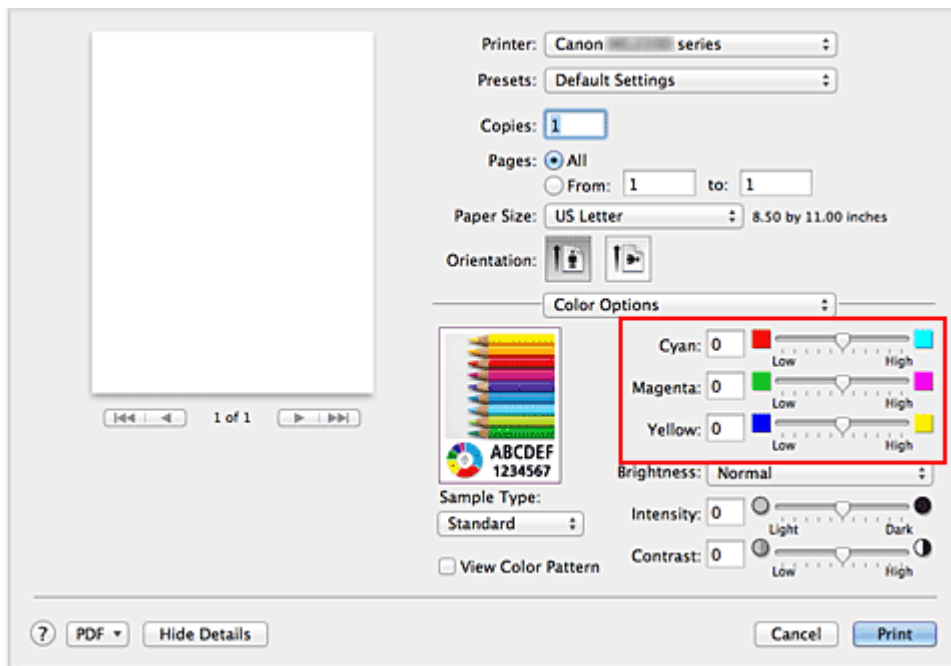 Printer: Canon series
Presets: Default Settings
Copies: 1
Pages: All
From: 1 to: 1
Paper Size: US Letter 8.50 by 11.00 inches
Orientation:
Color Options
1 of 1
Cyan: 0
Low High
Magenta: 0
Low High
Yellow: 0
Low High
ABCDEF
1234567
Brightness: Normal
Sample Type:
Standard
Intensity: 0
Light Dark
View Color Pattern
Contrast: 0
Low High
? PDF Hide Details Cancel Print